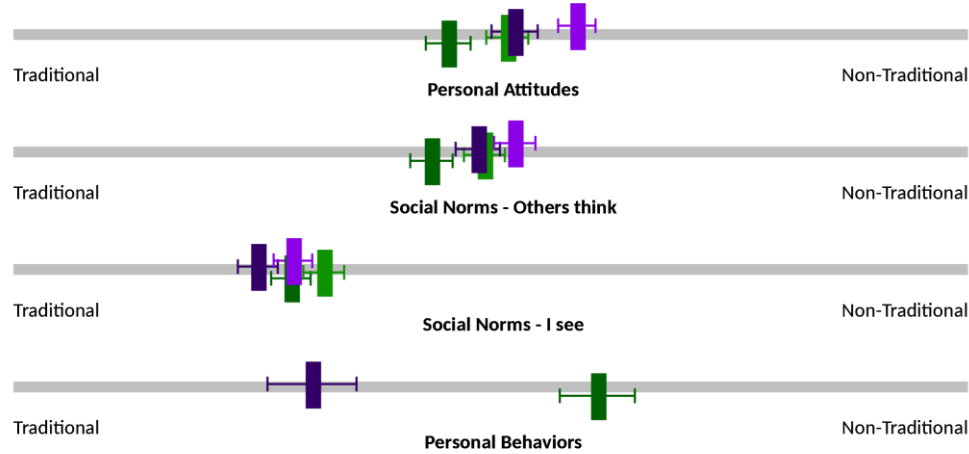 Traditional
Non-Traditional
Personal Attitudes
Traditional
Non-Traditional
Social Norms - Others think
Traditional
Non-Traditional
Social Norms - I see
Traditional
Non-Traditional
Personal Behaviors